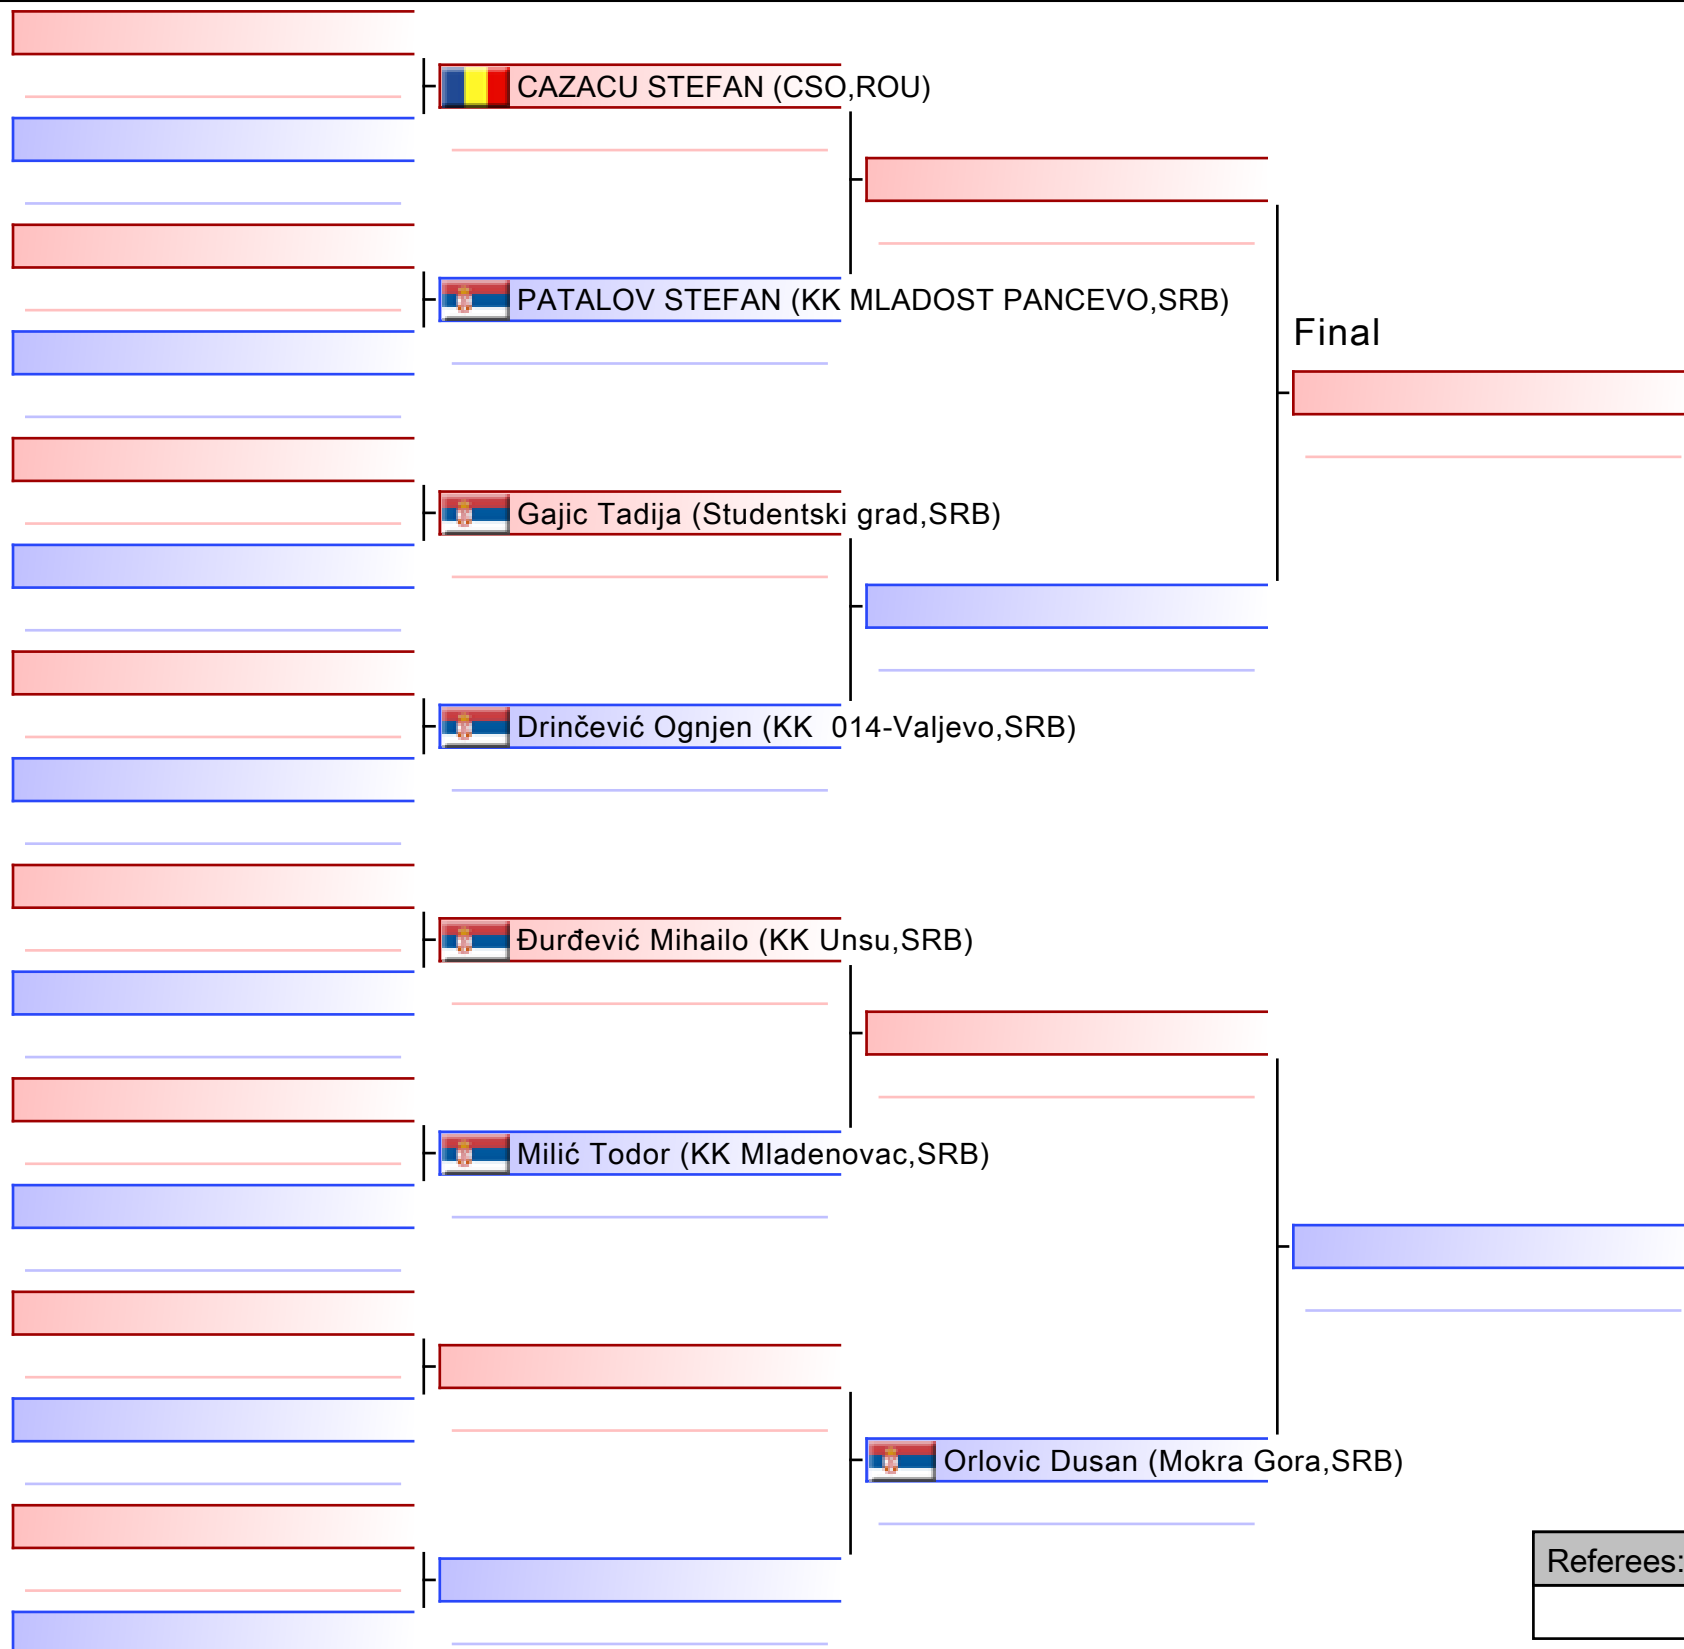 CAZACU STEFAN (CSO,ROU)
PATALOV STEFAN (KK MLADOST PANCEVO,SRB)
Final
Gajic Tadija (Studentski grad,SRB)
Drinčević Ognjen (KK  014-Valjevo,SRB)
Đurđević Mihailo (KK Unsu,SRB)
Milić Todor (KK Mladenovac,SRB)
Orlovic Dusan (Mokra Gora,SRB)
Referees: